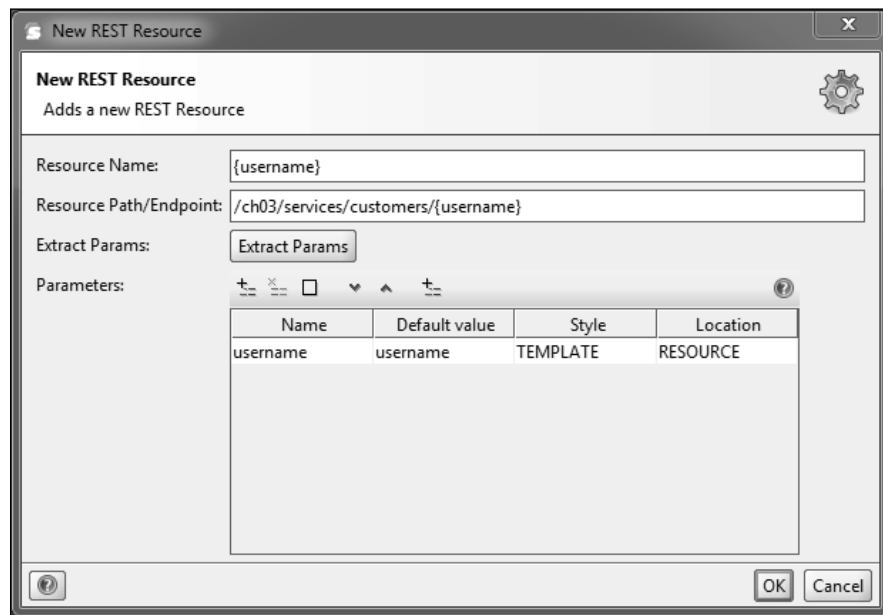 New REST Resource
New REST Resource
Adds a new REST Resource
Resource Name: {username}
Resource Path/Endpoint: /ch03/services/customers/{username}
Extract Params: Extract Params
Parameters:
Name Default value Style Location
username username TEMPLATE RESOURCE
OK Cancel